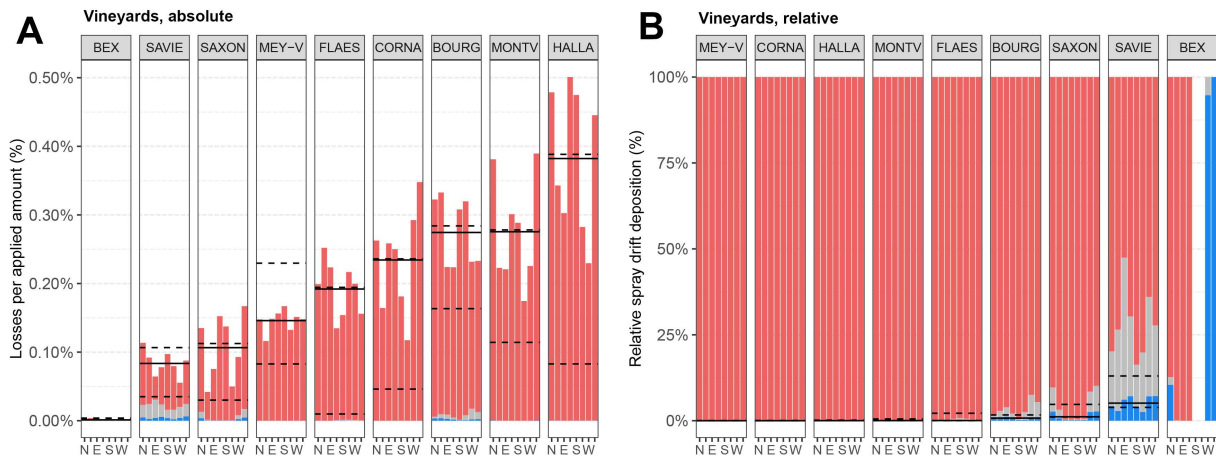 A
Vineyards, absolute
BEX SAVIE SAXON MEY−V FLAES CORNA BOURG MONTV HALLA
Losses per applied amount (%)
0.50%
0.40%
0.30%
0.20%
0.10%
0.00%
N E S W N E S W N E S W N E S W N E S W N E S W N E S W N E S W N E S W
B
Vineyards, relative
MEY−V CORNA HALLA MONTV FLAES BOURG SAXON SAVIE BEX
Relative spray drift deposition (%)
100%
75%
50%
25%
0%
N E S W N E S W N E S W N E S W N E S W N E S W N E S W N E S W N E S W